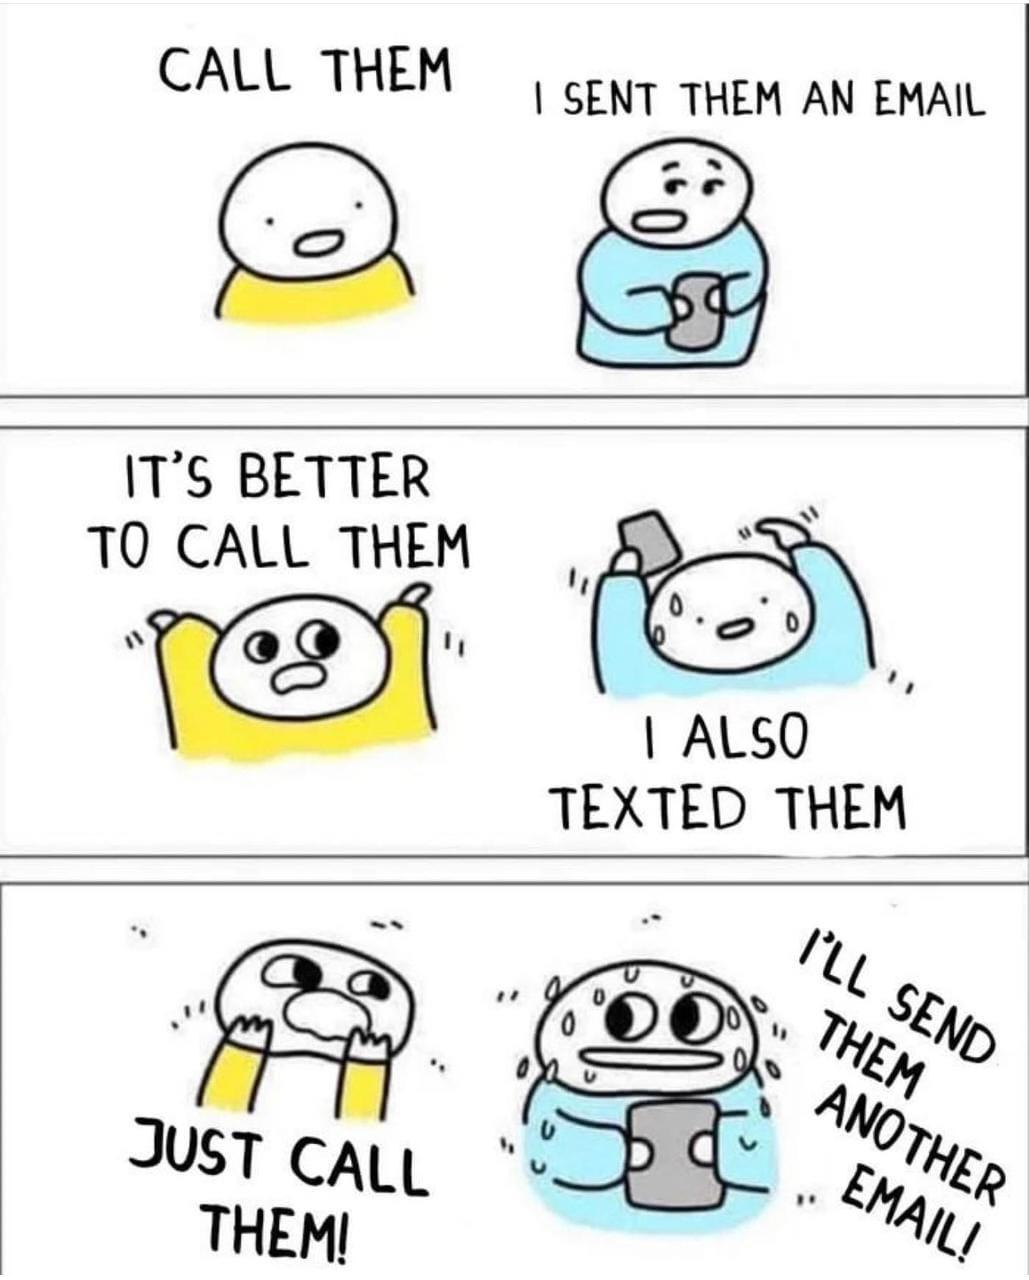 CALL THEM
I SENT THEM AN EMAIL
IT'S BETTER
TO CALL THEM
I ALSO
TEXTED THEM
JUST CALL
THEM!
I'LL SEND
THEM
ANOTHER
EMAIL!